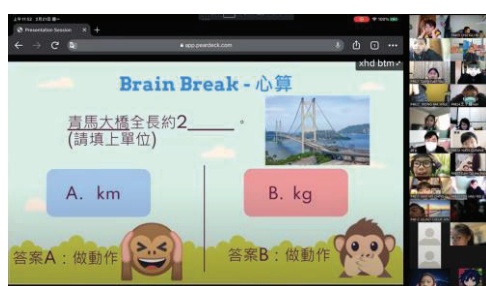 Presentation Session
app.peardeck.com
xhd btm
Brain Break - 心算
青馬大橋全長約2_____。
(請填上單位)
A. km
B. kg
答案A：做動作
答案B：做動作